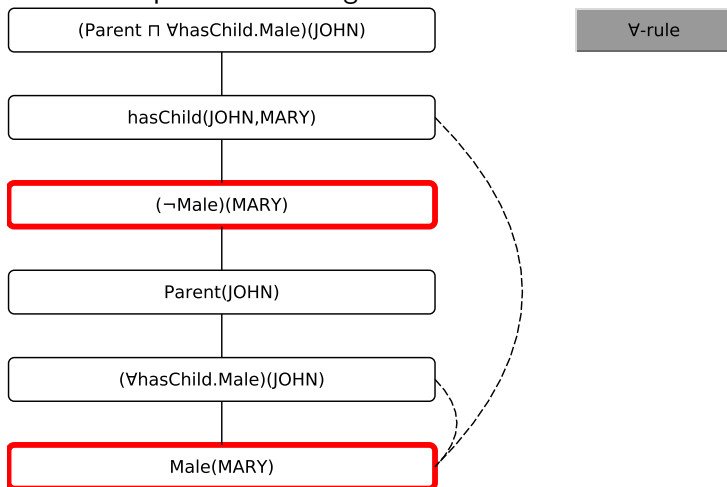 (Parent ⊓ ∀hasChild.Male)(JOHN)
∀-rule
hasChild(JOHN,MARY)
(¬Male)(MARY)
Parent(JOHN)
(∀hasChild.Male)(JOHN)
Male(MARY)